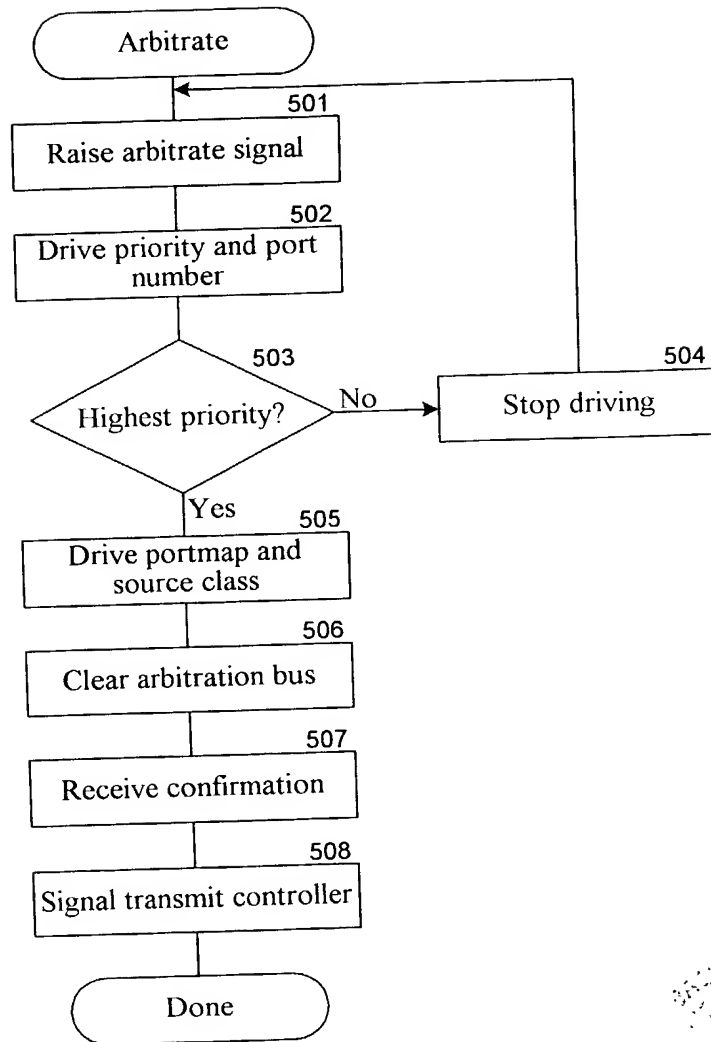 Arbitrate
501
Raise arbitrate signal
502
Drive priority and port
number
503
Highest priority?
No
504
Stop driving
Yes
505
Drive portmap and
source class
506
Clear arbitration bus
507
Receive confirmation
508
Signal transmit controller
Done